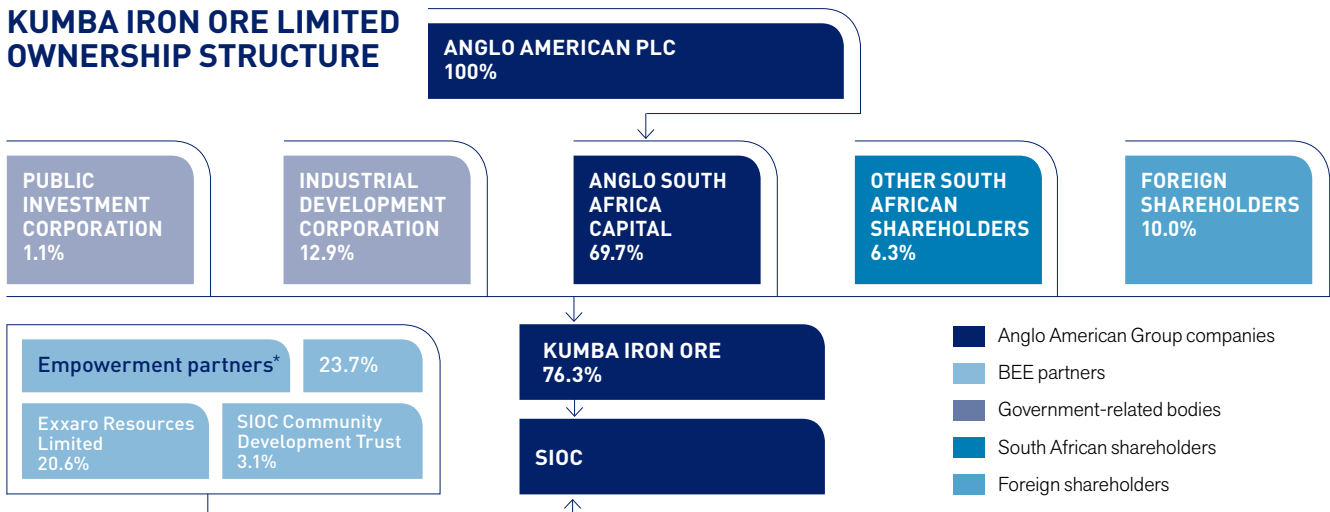 KUMBA IRON ORE LIMITED
OWNERSHIP STRUCTURE
ANGLO AMERICAN PLC
100%
PUBLIC
INVESTMENT
CORPORATION
1.1%
INDUSTRIAL
DEVELOPMENT
CORPORATION
12.9%
ANGLO SOUTH
AFRICA
CAPITAL
69.7%
OTHER SOUTH
AFRICAN
SHAREHOLDERS
6.3%
FOREIGN
SHAREHOLDERS
10.0%
Empowerment partners*
23.7%
Exxaro Resources
Limited
20.6%
SIOC Community
Development Trust
3.1%
KUMBA IRON ORE
76.3%
SIOC
Anglo American Group companies
BEE partners
Government-related bodies
South African shareholders
Foreign shareholders